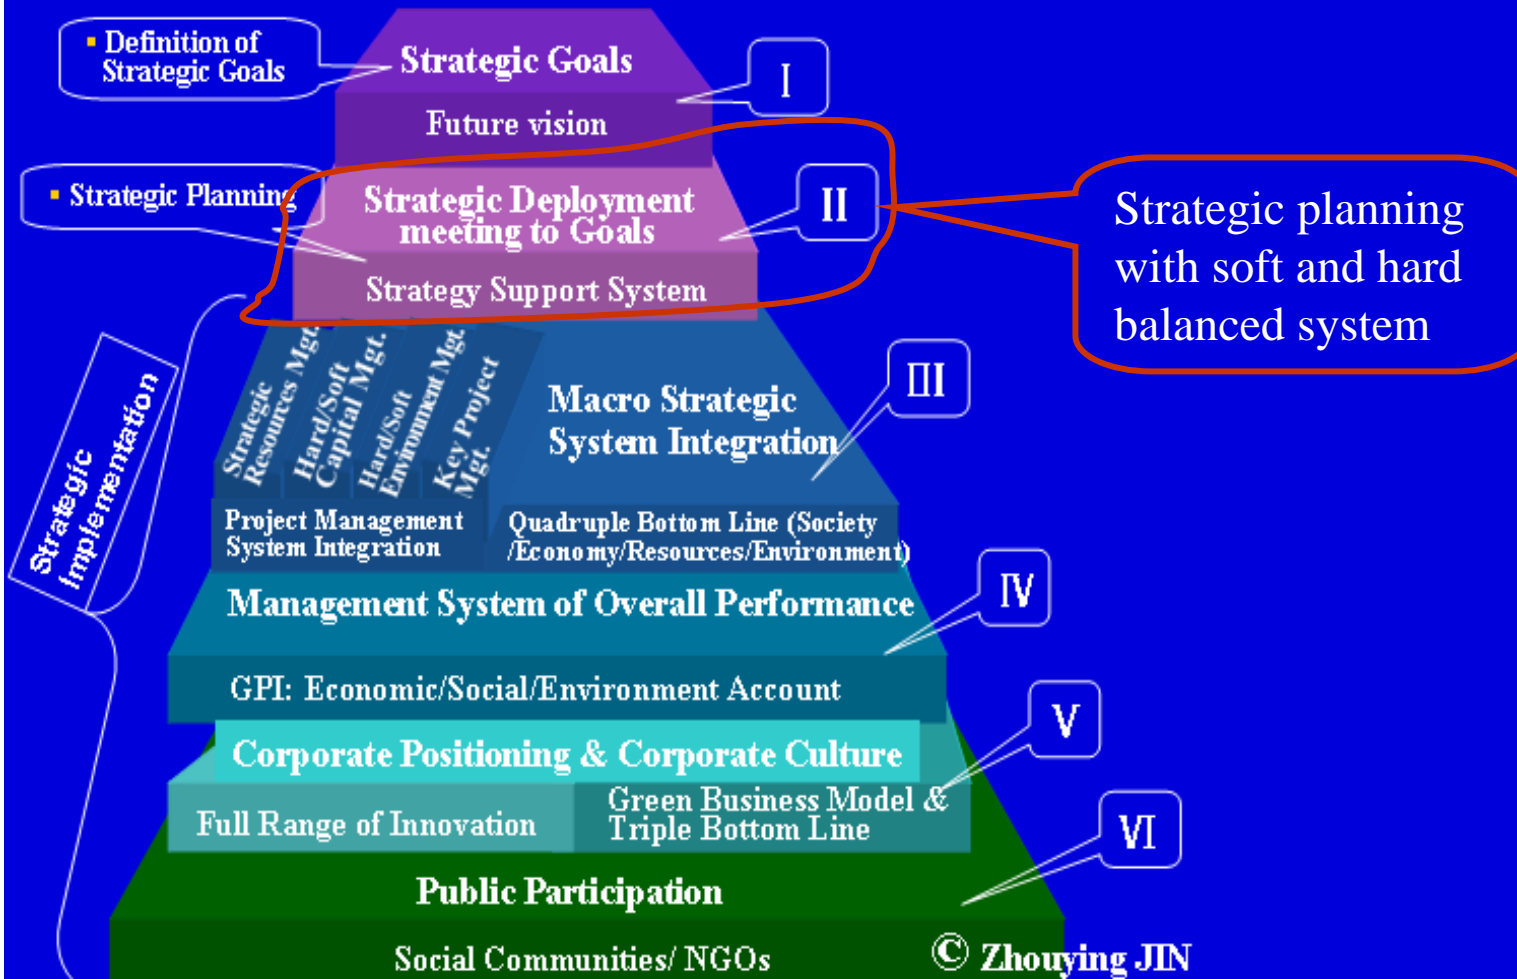 ▪ Definition of
Strategic Goals
Strategic Goals
I
Future vision
▪ Strategic Planning
Strategic Deployment
meeting to Goals
II
Strategy Support System
Strategic planning
with soft and hard
balanced system
Strategic
Implementation
Strategic
Resources Mgt.
Hard/Soft
Capital Mgt.
Hard/Soft
Environment Mgt.
Key Project
Mgt.
Macro Strategic
System Integration
III
Project Management
System Integration
Quadruple Bottom Line (Society
/Economy/Resources/Environment)
Management System of Overall Performance
IV
GPI: Economic/Social/Environment Account
Corporate Positioning & Corporate Culture
V
Full Range of Innovation
Green Business Model &
Triple Bottom Line
VI
Public Participation
Social Communities/ NGOs
© Zhouying JIN